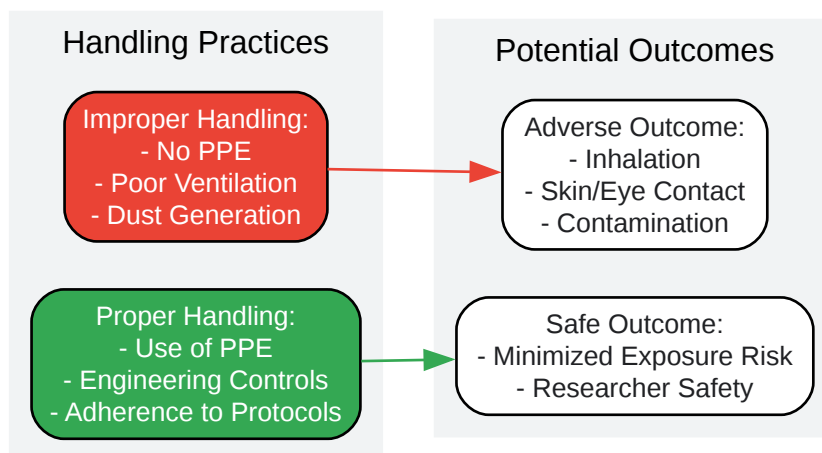 Handling Practices
Improper Handling:
- No PPE
- Poor Ventilation
- Dust Generation
Proper Handling:
- Use of PPE
- Engineering Controls
- Adherence to Protocols
Potential Outcomes
Adverse Outcome:
- Inhalation
- Skin/Eye Contact
- Contamination
Safe Outcome:
- Minimized Exposure Risk
- Researcher Safety